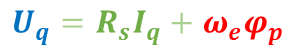 U_q = R_s I_q + ω_e φ_p